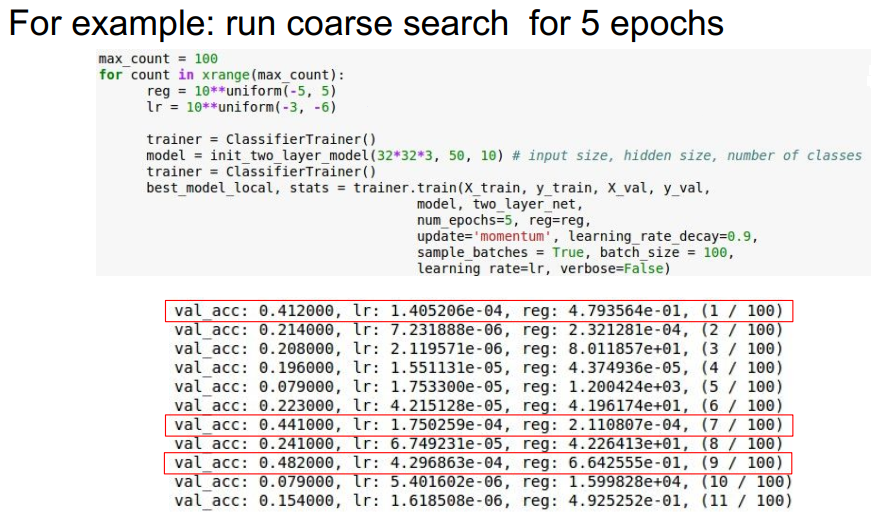 For example: run coarse search for 5 epochs
max_count = 100
for count in xrange(max_count):
reg = 10**uniform(-5, 5)
lr = 10**uniform(-3, -6)
trainer = ClassifierTrainer()
model = init_two_layer_model(32*32*3, 50, 10) # input size, hidden size, number of classes
trainer = ClassifierTrainer()
best_model_local, stats = trainer.train(X_train, y_train, X_val, y_val,
model, two_layer_net,
num_epochs=5, reg=reg,
update='momentum', learning_rate_decay=0.9,
sample_batches = True, batch_size = 100,
learning_rate=lr, verbose=False)
val_acc: 0.412000, lr: 1.405206e-04, reg: 4.793564e-01, (1 / 100)
val_acc: 0.214000, lr: 7.231888e-06, reg: 2.321281e-04, (2 / 100)
val_acc: 0.208000, lr: 2.119571e-06, reg: 8.011857e+01, (3 / 100)
val_acc: 0.196000, lr: 1.551131e-05, reg: 4.374936e-05, (4 / 100)
val_acc: 0.079000, lr: 1.753300e-05, reg: 1.200424e+03, (5 / 100)
val_acc: 0.223000, lr: 4.215128e-05, reg: 4.196174e+01, (6 / 100)
val_acc: 0.441000, lr: 1.750259e-04, reg: 2.110807e-04, (7 / 100)
val_acc: 0.241000, lr: 6.749231e-05, reg: 4.226413e+01, (8 / 100)
val_acc: 0.482000, lr: 4.296863e-04, reg: 6.642555e-01, (9 / 100)
val_acc: 0.079000, lr: 5.401602e-06, reg: 1.599828e+04, (10 / 100)
val_acc: 0.154000, lr: 1.618508e-06, reg: 4.925252e-01, (11 / 100)